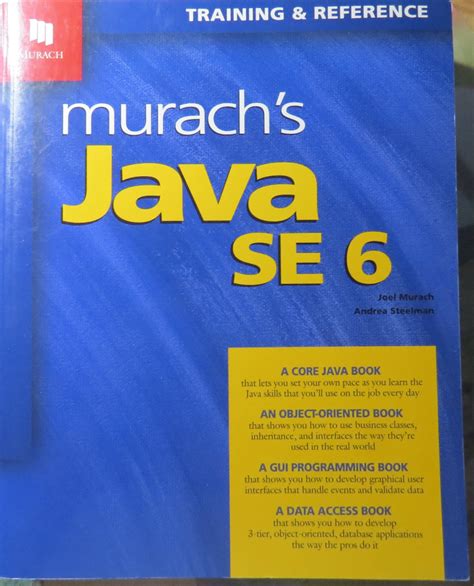 TRAINING & REFERENCE
MURACH
murach's
Java
SE 6
Joel Murach
Andrea Steelman
A CORE JAVA BOOK
that lets you set your own pace as you learn the
Java skills that you'll use on the job every day
AN OBJECT-ORIENTED BOOK
that shows you how to use business classes,
inheritance, and interfaces the way they're
used in the real world
A GUI PROGRAMMING BOOK
that shows you how to develop graphical user
interfaces that handle events and validate data
A DATA ACCESS BOOK
that shows you how to develop
3-tier, object-oriented, database applications
the way the pros do it